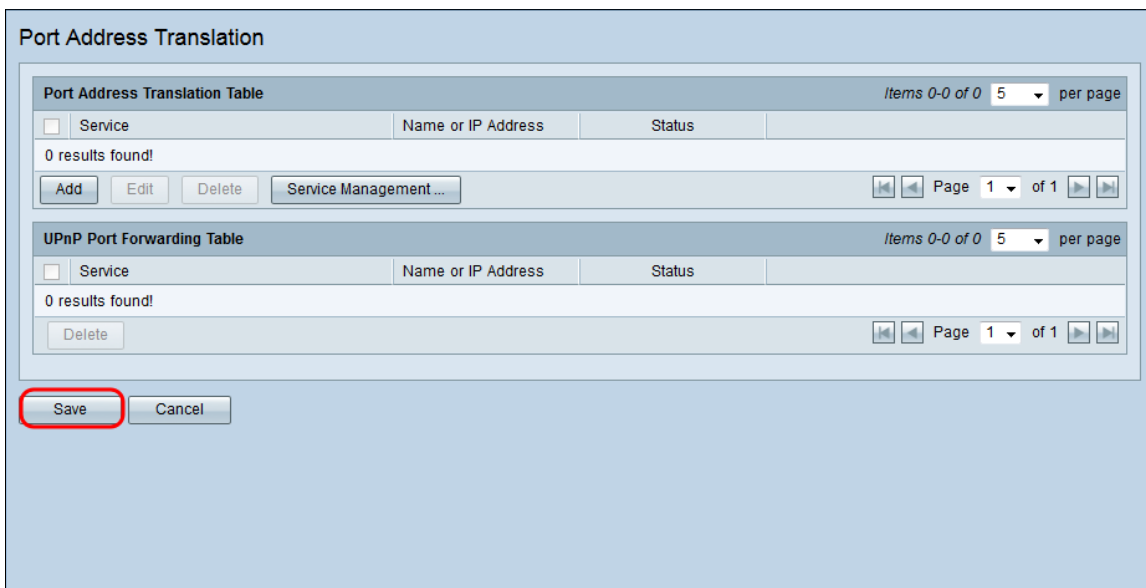 Port Address Translation
Port Address Translation Table Items 0-0 of 0 5 per page
Service Name or IP Address Status
0 results found!
Add Edit Delete Service Management ... Page 1 of 1
UPnP Port Forwarding Table Items 0-0 of 0 5 per page
Service Name or IP Address Status
0 results found!
Delete Page 1 of 1
Save Cancel